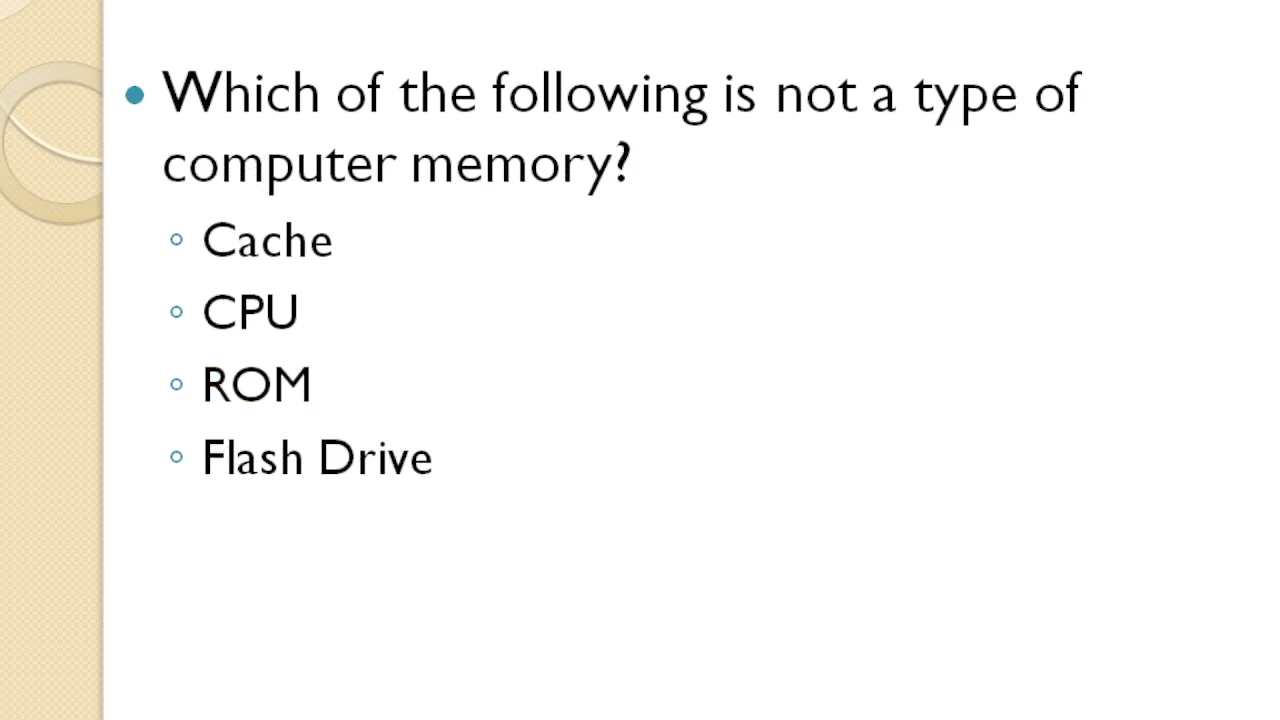 • Which of the following is not a type of
computer memory?
◦ Cache
◦ CPU
◦ ROM
◦ Flash Drive